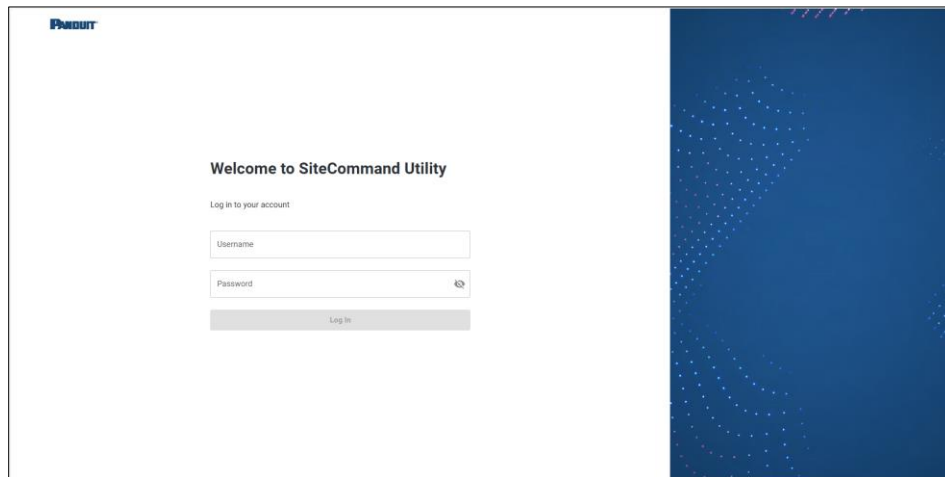 PANDUIT
Welcome to SiteCommand Utility
Log in to your account
Username
Password
Log In